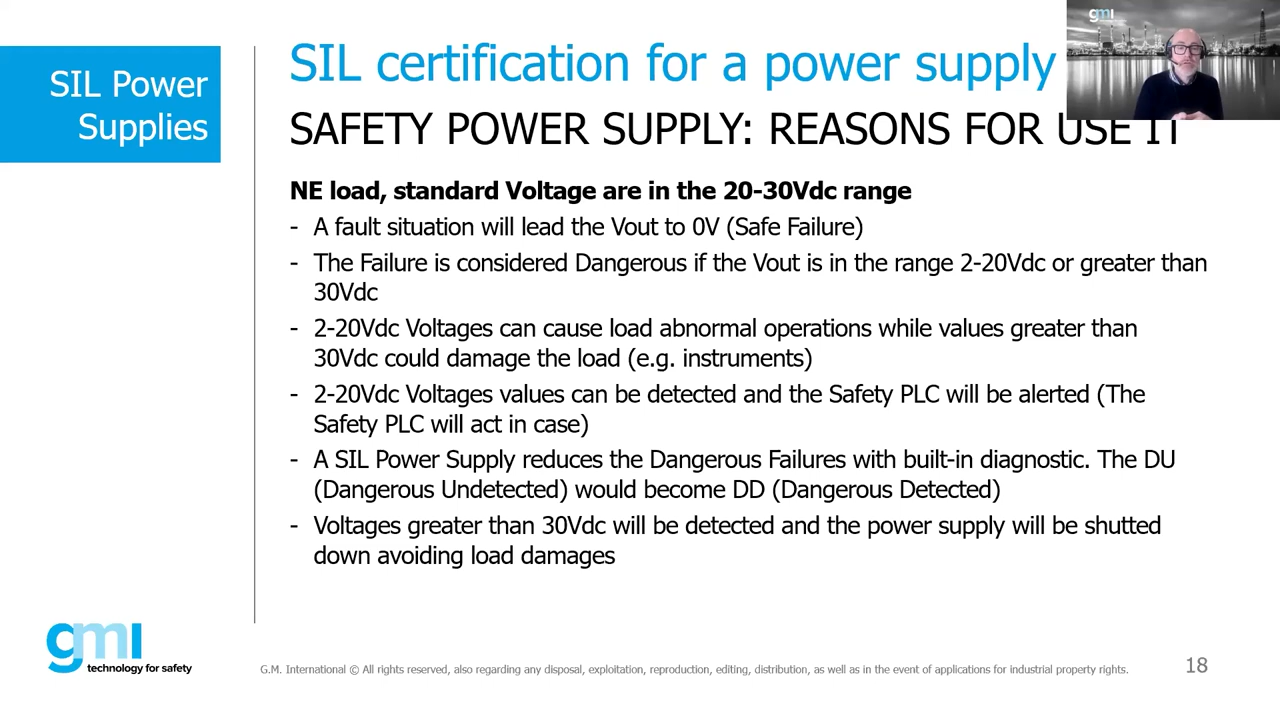 gmi
SIL Power
Supplies
SIL certification for a power supply
SAFETY POWER SUPPLY: REASONS FOR USE IT
NE load, standard Voltage are in the 20-30Vdc range
- A fault situation will lead the Vout to 0V (Safe Failure)
- The Failure is considered Dangerous if the Vout is in the range 2-20Vdc or greater than
30Vdc
- 2-20Vdc Voltages can cause load abnormal operations while values greater than
30Vdc could damage the load (e.g. instruments)
- 2-20Vdc Voltages values can be detected and the Safety PLC will be alerted (The
Safety PLC will act in case)
- A SIL Power Supply reduces the Dangerous Failures with built-in diagnostic. The DU
(Dangerous Undetected) would become DD (Dangerous Detected)
- Voltages greater than 30Vdc will be detected and the power supply will be shutted
down avoiding load damages
gmi
technology for safety
G.M. International © All rights reserved, also regarding any disposal, exploitation, reproduction, editing, distribution, as well as in the event of applications for industrial property rights.
18